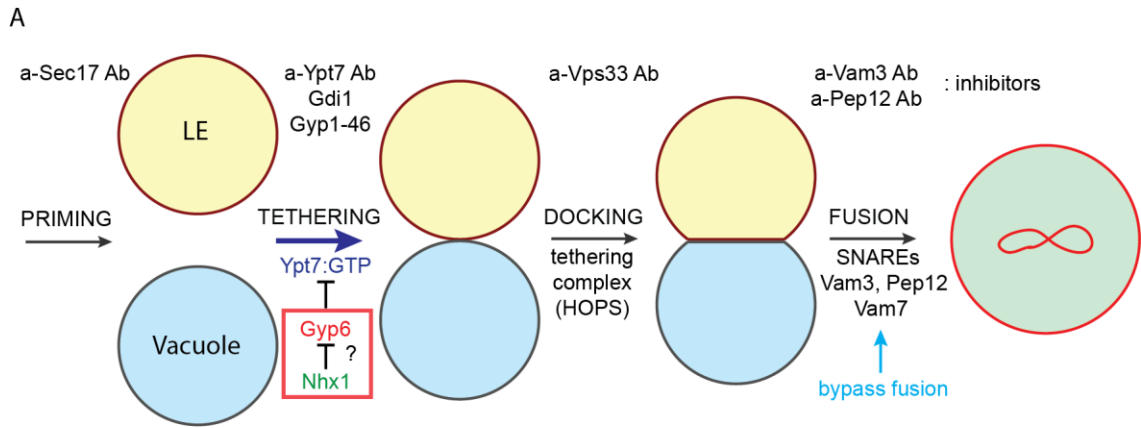 A
a-Sec17 Ab
a-Ypt7 Ab
Gdi1
Gyp1-46
a-Vps33 Ab
a-Vam3 Ab
a-Pep12 Ab
: inhibitors
LE
PRIMING
TETHERING
Ypt7:GTP
DOCKING
tethering
complex
(HOPS)
FUSION
SNAREs
Vam3, Pep12
Vam7
Vacuole
Gyp6
?
Nhx1
bypass fusion